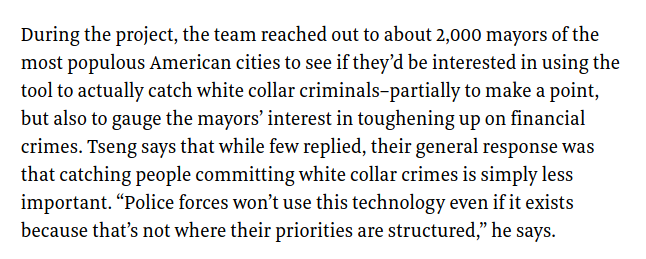 During the project, the team reached out to about 2,000 mayors of the
most populous American cities to see if they’d be interested in using the
tool to actually catch white collar criminals–partially to make a point,
but also to gauge the mayors’ interest in toughening up on financial
crimes. Tseng says that while few replied, their general response was
that catching people committing white collar crimes is simply less
important. “Police forces won’t use this technology even if it exists
because that’s not where their priorities are structured,” he says.